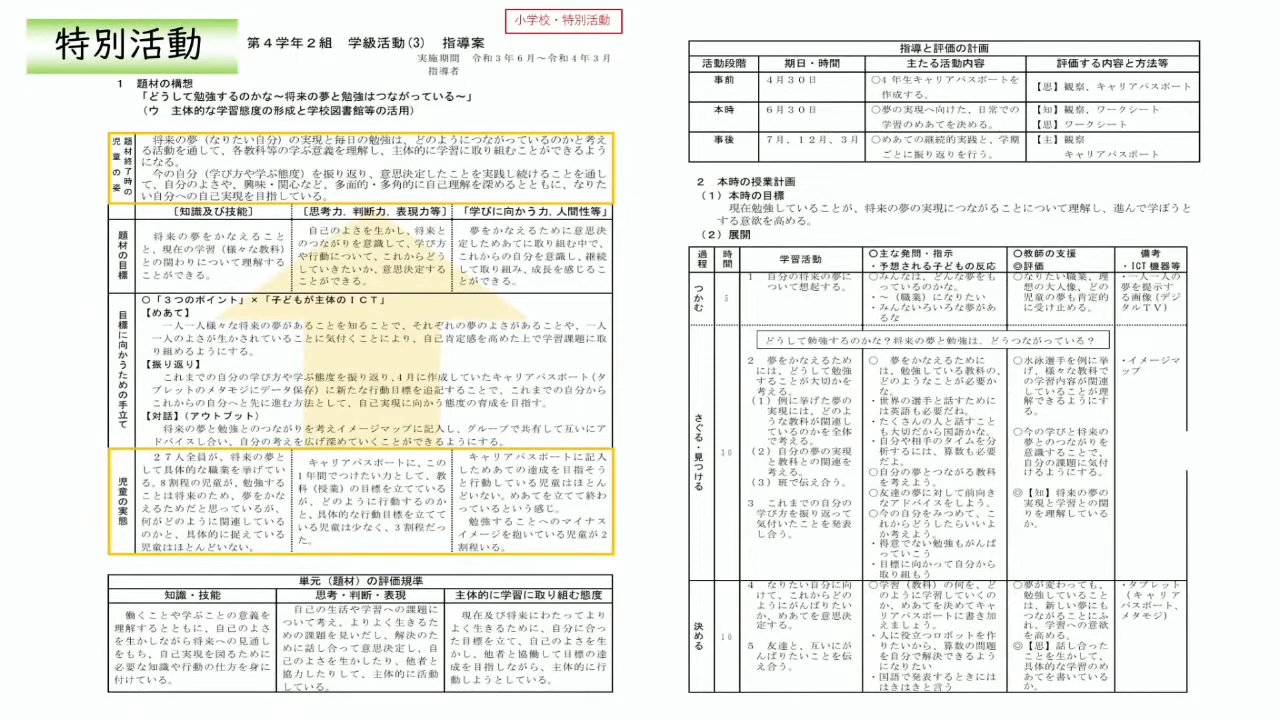 小学校・特別活動
特別活動
第４学年２組　学級活動(3)　指導案
実施期間　令和３年６月～令和４年３月
指導者
１　題材の構想
「どうして勉強するのかな～将来の夢と勉強はつながっている～」
（ウ　主体的な学習態度の形成と学校図書館等の活用）
題材終了時の児童の姿
将来の夢（なりたい自分）の実現と毎日の勉強は、どのようにつながっているのかと考え
る活動を通して、各教科等の学ぶ意義を理解し、主体的に学習に取り組むことができるよう
になる。
今の自分（学び方や学ぶ態度）を振り返り、意思決定したことを実践し続けることを通し
て、自分のよさや、興味・関心など、多面的・多角的に自己理解を深めるとともに、なりた
い自分への自己実現を目指している。
〔知識及び技能〕
〔思考力、判断力、表現力等〕
「学びに向かう力、人間性等」
題材の目標
将来の夢をかなえること
と、現在の学習（様々な教科）
との関わりについて理解する
ことができる。
自己のよさを生かし、将来と
のつながりを意識して、学び方
や行動について、これからどう
していきたいか、意思決定する
ことができる。
夢をかなえるために意思決
定しためあてに取り組む中で、
これからの自分を意識し、継続
して取り組み、成長を感じるこ
とができる。
目標に向かうための手立て
○「３つのポイント」×「子どもが主体のＩＣＴ」
【めあて】
一人一人様々な将来の夢があることを知ることで、それぞれの夢のよさがあることや、一人
一人のよさが生かされていることに気付くことにより、自己肯定感を高めた上で学習課題に取
り組めるようにする。
【振り返り】
これまでの自分の学び方や学ぶ態度を振り返り、４月に作成していたキャリアパスポート（タ
ブレットのメタモジにデータ保存）に新たな行動目標を追記することで、これまでの自分から
これからの自分へと先に進む方法として、自己実現に向かう態度の育成を目指す。
【対話】（アウトプット）
将来の夢と勉強とのつながりを考えイメージマップに記入し、グループで共有して互いにア
ドバイスし合い、自分の考えを広げ深めていくことができるようにする。
児童の実態
２７人全員が、将来の夢と
して具体的な職業を挙げてい
る。８割程の児童が、勉強する
ことは将来のため、夢をかな
えるためだと思っているが、
何がどのように関連している
のかと、具体的に捉えている
児童はほとんどいない。
キャリアパスポートに、この
１年間でつけたい力として、教
科（授業）の目標を立てている
が、どのように行動するのか
と、具体的な行動目標を立てて
いる児童は少なく、３割程だっ
た。
キャリアパスポートに記入
しためあての達成を目指そう
と行動している児童はほとん
どいない。めあてを立てて終わ
っているという感じ。
勉強することへのマイナス
イメージを抱いている児童が２
割程いる。
単元（題材）の評価規準
知識・技能
思考・判断・表現
主体的に学習に取り組む態度
働くことや学ぶことの意義を
理解するとともに、自己のよさ
を生かしながら将来への見通し
をもち、自己実現を図るために
必要な知識や行動の仕方を身に
付けている。
自己の生活や学習への課題に
ついて考え、よりよく生きるた
めの課題を見いだし、解決のた
めに話し合って意思決定し、自
己のよさを生かしたり、他者と
協力したりして、主体的に活動
している。
現在及び将来にわたってより
よく生きるために、自分に合っ
た目標を立て、自己のよさを生
かし、他者と協働して目標の達
成を目指しながら、主体的に行
動しようとしている。
指導と評価の計画
活動段階
期日・時間
主たる活動内容
評価する内容と方法等
事前
４月３０日
○４年生キャリアパスポートを
作成する。
【思】観察、キャリアパスポート
本時
６月３０日
○夢の実現へ向けた、日常での
学習のめあてを決める。
【知】観察、ワークシート
【思】ワークシート
事後
７月、１２月、３月
○めあての継続的実践と、学期
ごとに振り返りを行う。
【主】観察
キャリアパスポート
２　本時の授業計画
（１）本時の目標
現在勉強していることが、将来の夢の実現につながることについて理解し、進んで学ぼうと
する意欲を高める。
（２）展開
過程
時間
学習活動
○主な発問・指示
・予想される子どもの反応
○教師の支援
◎評価
備考
・ICT機器等
つかむ
５
１　自分の将来の夢に
ついて想起する。
○みんなは、どんな夢をも
っているのかな。
・～（職業）になりたい
・みんないろいろな夢があ
るな
○なりたい職業、理
想の大人像、どの
児童の夢も肯定的
に受け止める。
・一人一人の
夢を提示す
る画像（デジ
タルＴＶ）
どうして勉強するのかな？将来の夢と勉強は、どうつながっている？
さぐる・見つける
１０
２　夢をかなえるため
には、どうして勉強
することが大切かを
考える。
（１）例に挙げた夢の
実現には、どのよ
うな教科が関連し
ているのかを全体
で考える。
（２）自分の夢の実現
と教科との関連を
考える。
（３）班で伝え合う。
３　これまでの自分の
学び方を振り返って
気付いたことを発表
し合う。
○　夢をかなえるために
は、勉強している教科の、
どのようなことが必要か
な。
・世界の選手と話すために
は英語も必要だね。
・たくさんの人と話すこと
も大切だから国語かな。
・自分や相手のタイムを分
析するには、算数も必要
だよ。
○自分の夢とつながる教科
を考えよう。
○友達の夢に対して前向き
なアドバイスをしよう。
○今の自分をみつめて、こ
れからどうしたらいいよ
か考えよう。
・得意でない勉強もがんば
っていこう
・目標に向かって自分から
取り組もう
○水泳選手を例に挙
げ、様々な教科で
の学習内容が関連
していることが理
解できるようにす
る。
○今の学びと将来の
夢とのつながりを
意識することで、
自分の課題に気付
けるようにする。
◎【知】将来の夢の
実現と学習との関
りを理解している
か。
・イメージマ
ップ
決める
１０
４　なりたい自分に向
けて、これからどの
ようにがんばりたい
か、めあてを意思決
定する。
５　友達と、互いにが
んばりたいことを伝
え合う。
○学習（教科）の何を、ど
のように学習していくの
か、めあてを決めてキャ
リアパスポートに書き加
えましょう。
・人に役立つロボットを作
りたいから、算数の問題
を自分で解決できるよう
になりたい
・国語で発表するときには
はきはきと言う
○夢が変わっても、
勉強していること
は、新しい夢にも
つながることにふ
れ、学習への意欲
を高める。
◎【思】話し合った
ことを生かして、
具体的な学習のめ
あてを書いている
か。
・タブレット
（キャリア
パスポート、
メタモジ）